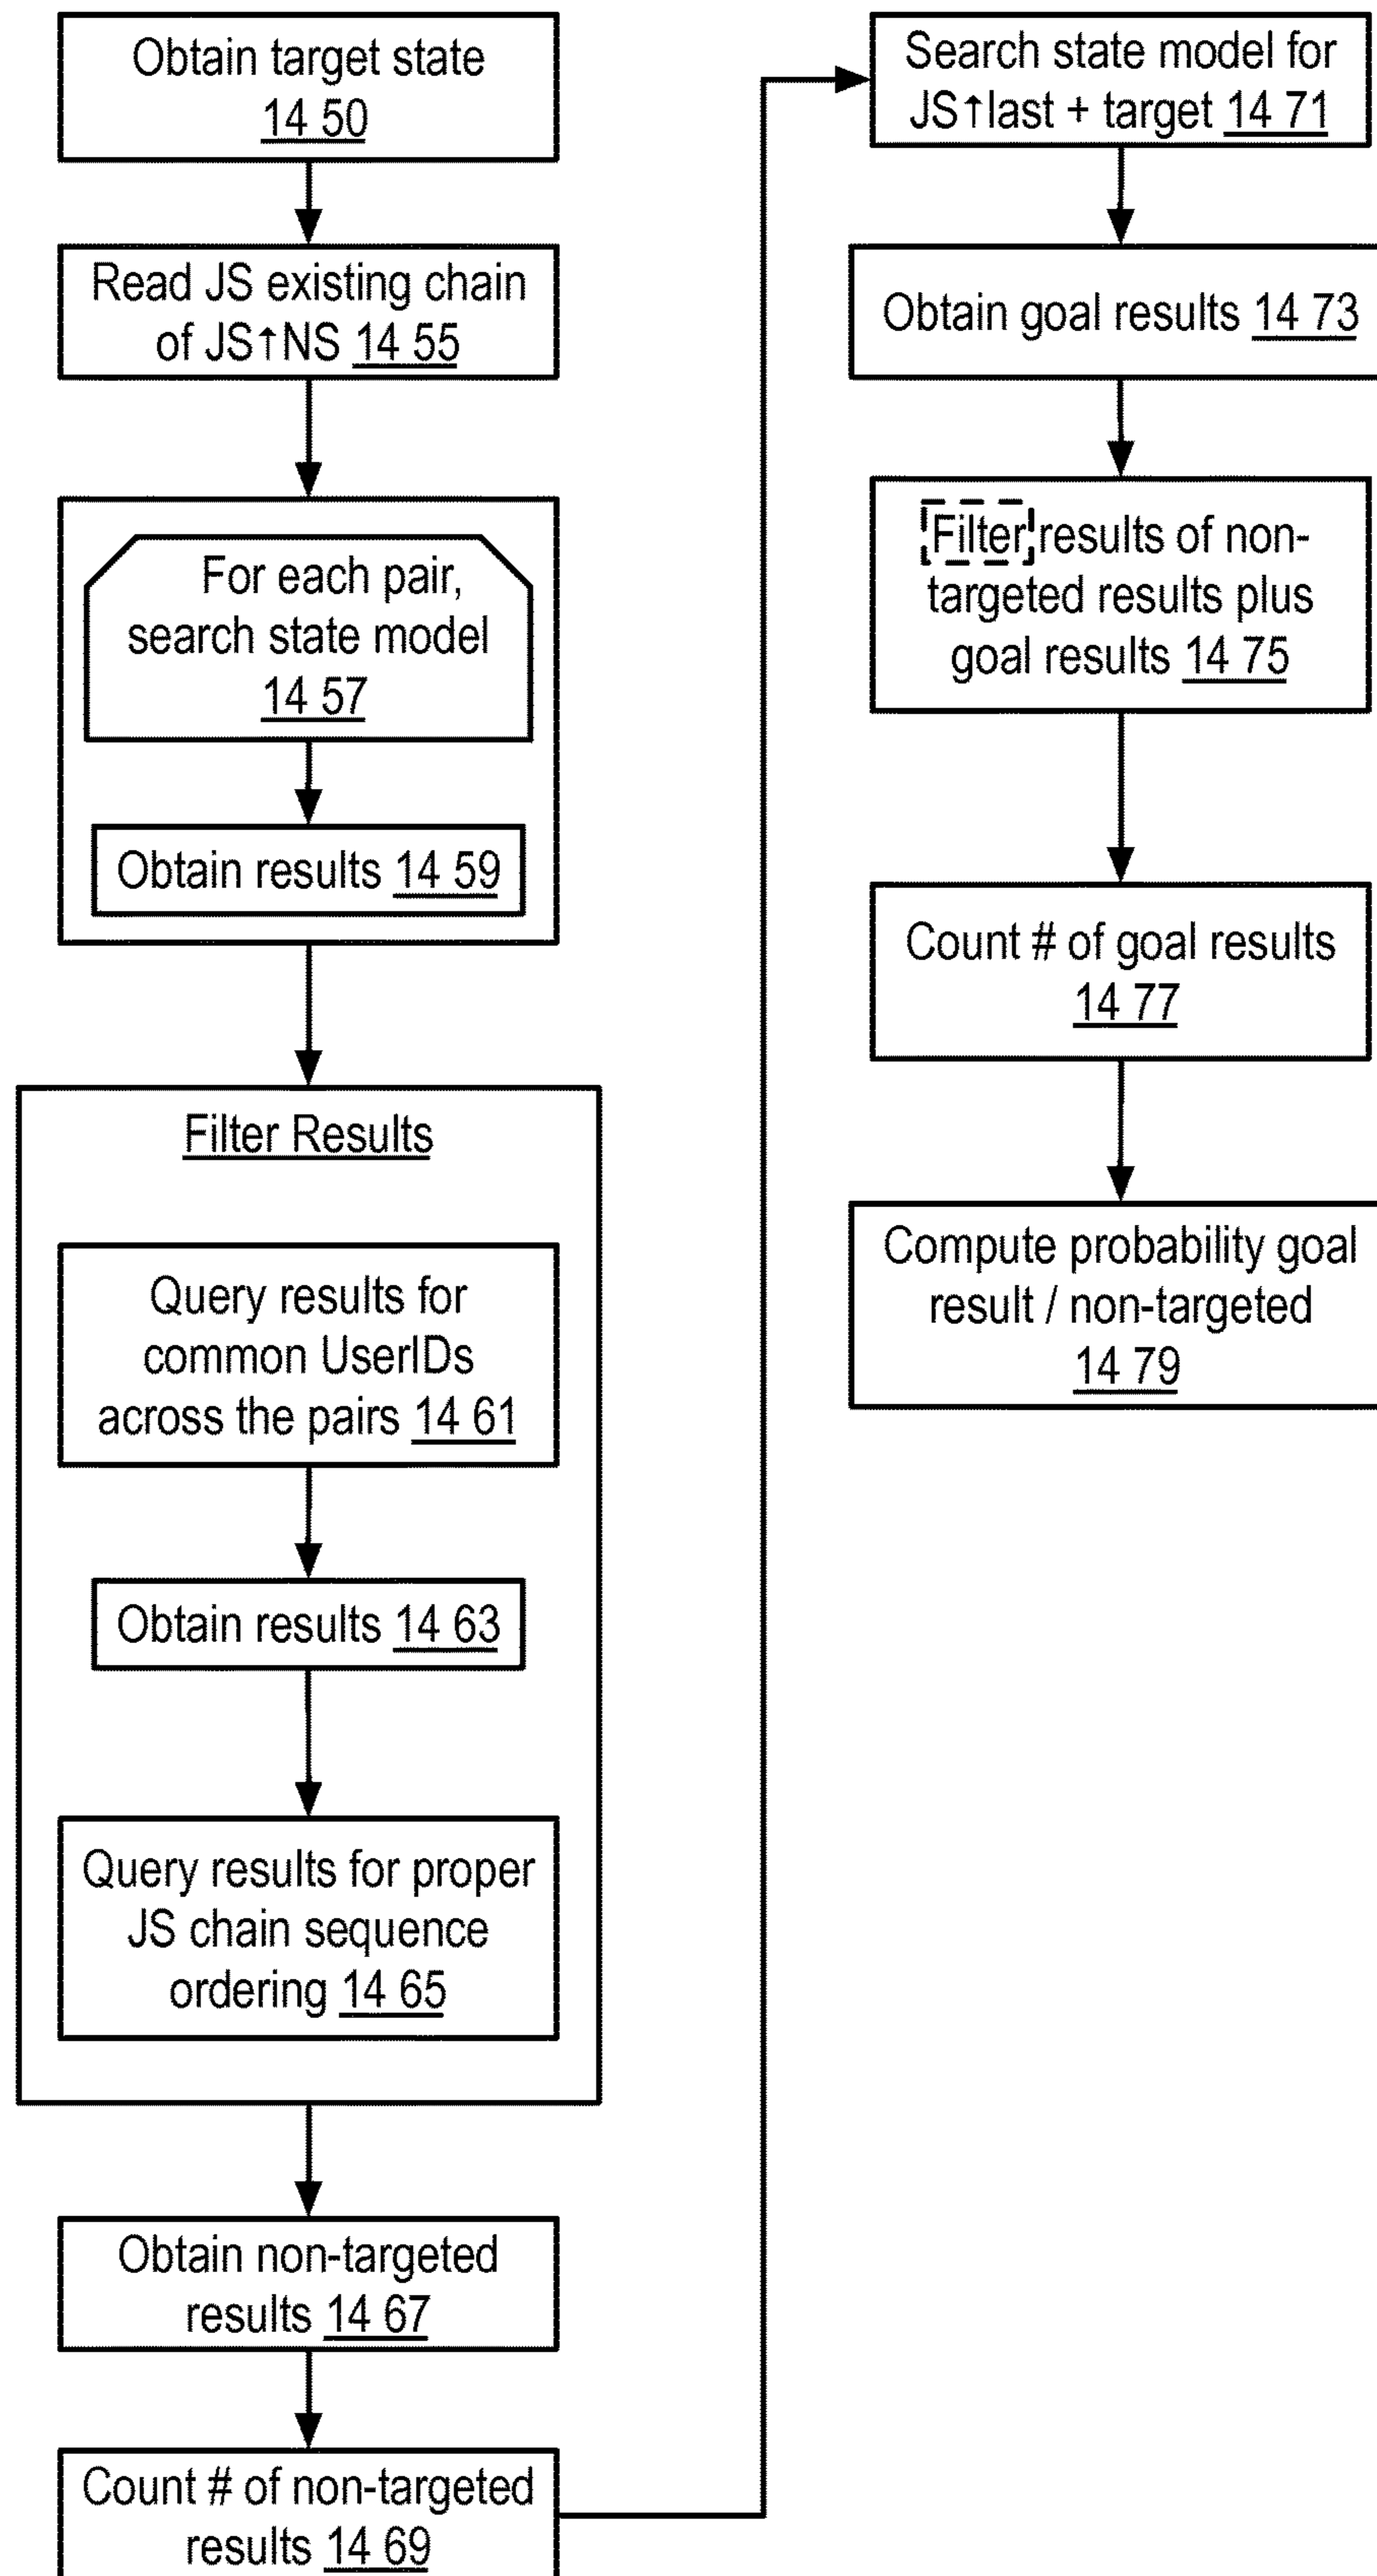 Obtain target state
14 50
Read JS existing chain
of JS↑NS 14 55
For each pair,
search state model
14 57
Obtain results 14 59
Filter Results
Query results for
common UserIDs
across the pairs 14 61
Obtain results 14 63
Query results for proper
JS chain sequence
ordering 14 65
Obtain non-targeted
results 14 67
Count # of non-targeted
results 14 69
Search state model for
JS↑last + target 14 71
Obtain goal results 14 73
Filter results of non-
targeted results plus
goal results 14 75
Count # of goal results
14 77
Compute probability goal
result / non-targeted
14 79